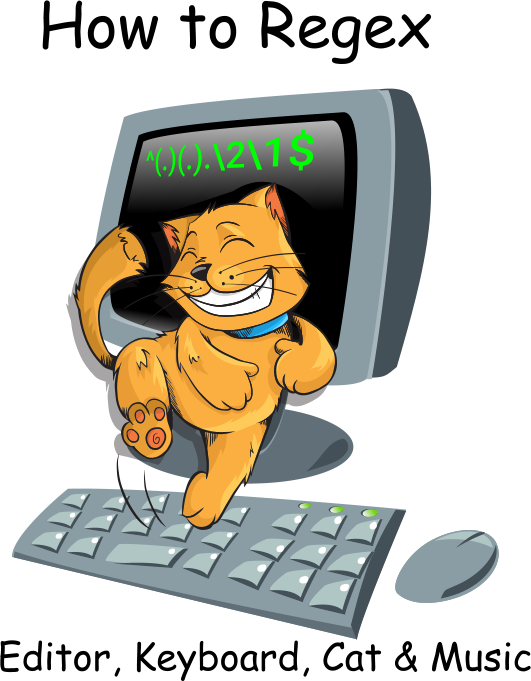 How to Regex
^(.)(.).\2\1$
Editor, Keyboard, Cat & Music